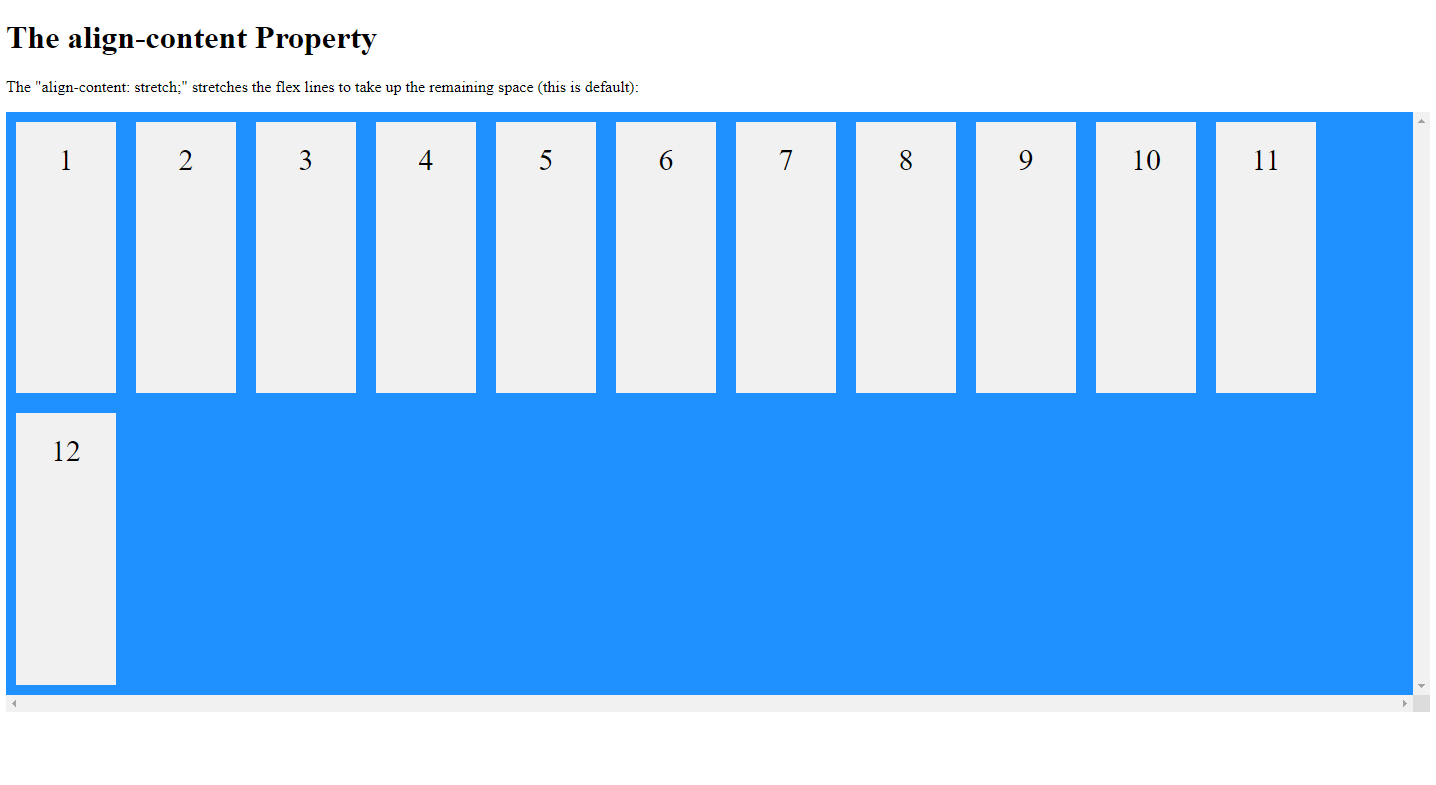 The align-content Property
The "align-content: stretch;" stretches the flex lines to take up the remaining space (this is default):
1 2 3 4 5 6 7 8 9 10 11
12